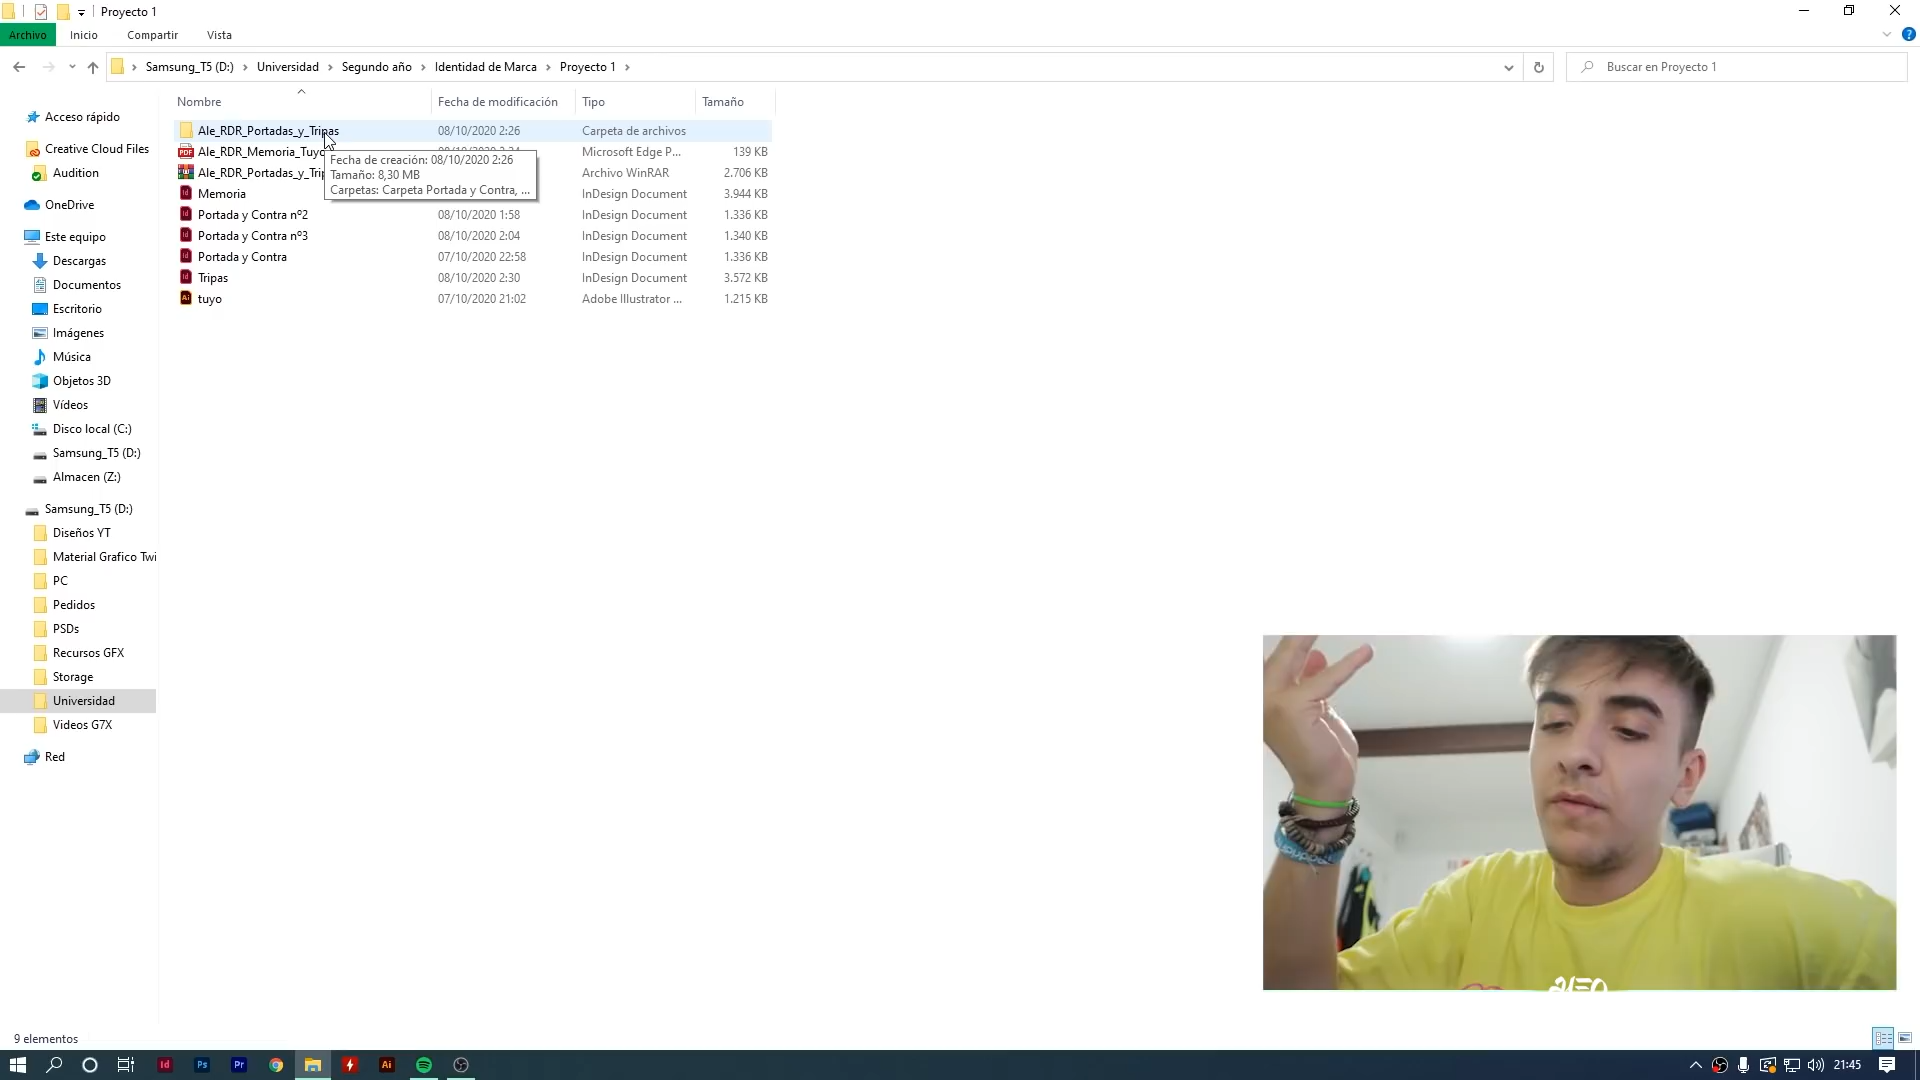 Proyecto 1
Archivo Inicio Compartir Vista
Samsung_T5 (D:) Universidad Segundo año Identidad de Marca Proyecto 1 Buscar en Proyecto 1
Nombre Fecha de modificación Tipo Tamaño
Ale_RDR_Portadas_y_Tripas 08/10/2020 2:26 Carpeta de archivos
Ale_RDR_Memoria_Tuyo Microsoft Edge P... 139 KB
Ale_RDR_Portadas_y_Trip Archivo WinRAR 2.706 KB
Fecha de creación: 08/10/2020 2:26
Tamaño: 8,30 MB
Carpetas: Carpeta Portada y Contra, ...
Memoria InDesign Document 3.944 KB
Portada y Contra nº2 08/10/2020 1:58 InDesign Document 1.336 KB
Portada y Contra nº3 08/10/2020 2:04 InDesign Document 1.340 KB
Portada y Contra 07/10/2020 22:58 InDesign Document 1.336 KB
Tripas 08/10/2020 2:30 InDesign Document 3.572 KB
tuyo 07/10/2020 21:02 Adobe Illustrator ... 1.215 KB
Acceso rápido
Creative Cloud Files
Audition
OneDrive
Este equipo
Descargas
Documentos
Escritorio
Imágenes
Música
Objetos 3D
Vídeos
Disco local (C:)
Samsung_T5 (D:)
Almacen (Z:)
Samsung_T5 (D:)
Diseños YT
Material Grafico Twi
PC
Pedidos
PSDs
Recursos GFX
Storage
Universidad
Videos G7X
Red
9 elementos
Id Ps Pr Ai 21:45